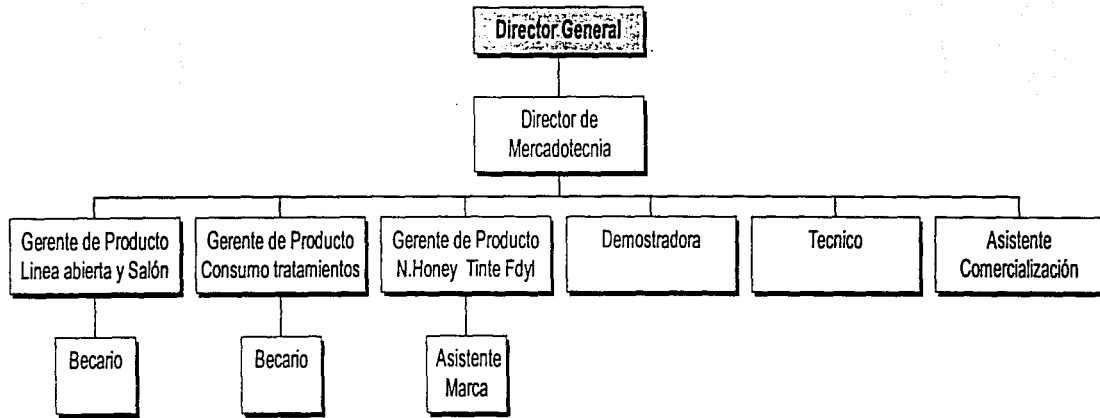 Director General
Director de
Mercadotecnia
Gerente de Producto
Linea abierta y Salón
Gerente de Producto
Consumo tratamientos
Gerente de Producto
N.Honey Tinte Fdyl
Demostradora
Tecnico
Asistente
Comercialización
Becario
Becario
Asistente
Marca